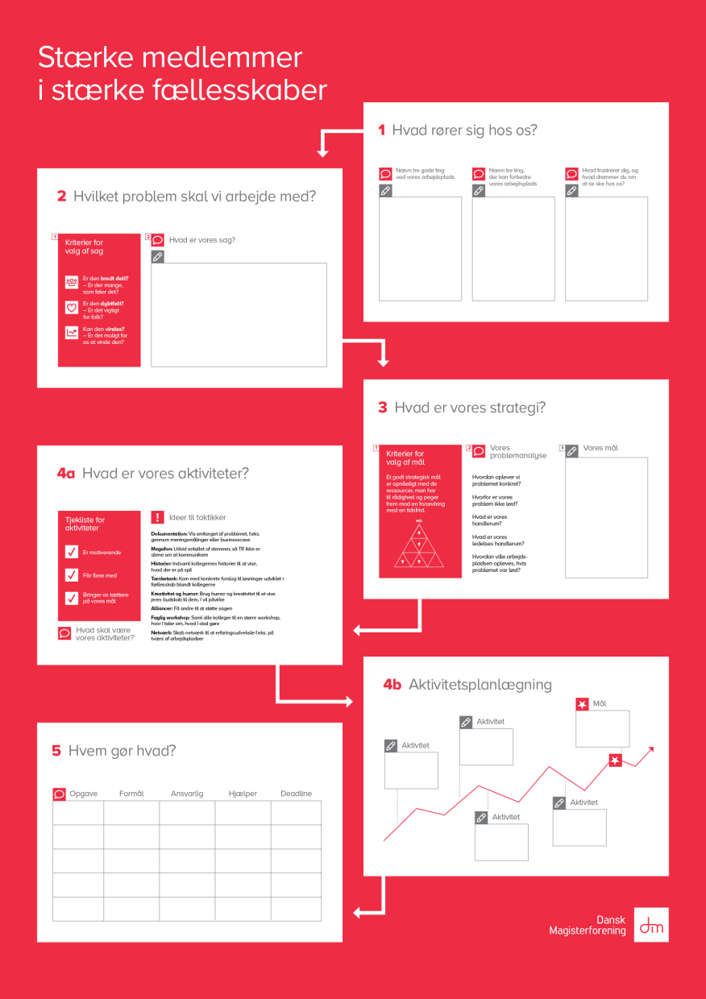 Stærke medlemmer
i stærke fællesskaber
1 Hvad rører sig hos os?
Nævn tre gode ting
ved vores arbejdsplads
Nævn tre ting,
der kan forbedre
vores arbejdsplads
Hvad frustrerer dig, og
hvad drømmer du om
at se ske hos os?
2 Hvilket problem skal vi arbejde med?
1
Kriterier for
valg af sag
Er den bredt delt?
– Er der mange,
som føler det?
Er den dybtfølt?
– Er det vigtigt
for folk?
Kan den vindes?
– Er det muligt for
os at vinde den?
2
Hvad er vores sag?
3 Hvad er vores strategi?
1
Kriterier for
valg af mål
Et godt strategisk mål
er opnåeligt med de
ressourcer, man har
til rådighed og peger
frem mod en forandring
med en tidsfrist.
MÅL
2
Vores
problemanalyse
Hvordan oplever vi
problemet konkret?
Hvorfor er vores
problem ikke løst?
Hvad er vores
handlerum?
Hvad er vores
ledelses handlerum?
Hvordan ville arbejds-
pladsen opleves, hvis
problemet var løst?
3
Vores mål
4a Hvad er vores aktiviteter?
Tjekliste for
aktiviteter
Er motiverende
Får flere med
Bringer os tættere
på vores mål
Hvad skal være
vores aktiviteter?
! Ideer til taktikker
Dokumentation: Vis omfanget af problemet, f.eks.
gennem meningsmålinger eller businesscase
Megafon: Udvid antallet af stemmer, så TR ikke er
alene om at kommunikere
Historier: Indsaml kollegernes historier til at vise,
hvad der er på spil
Tænketank: Kom med konkrete forslag til løsninger udviklet i
fællesskab blandt kollegerne
Kreativitet og humor: Brug humor og kreativitet til at vise
jeres budskab til dem, I vil påvirke
Alliancer: Få andre til at støtte sagen
Faglig workshop: Saml alle kolleger til en større workshop,
hvor I taler om, hvad I skal gøre
Netværk: Skab netværk til at erfaringsudveksle f.eks. på
tværs af arbejdspladser
4b Aktivitetsplanlægning
Aktivitet
Aktivitet
Mål
Aktivitet
Aktivitet
5 Hvem gør hvad?
Opgave Formål Ansvarlig Hjælper Deadline
Dansk
Magisterforening
dm